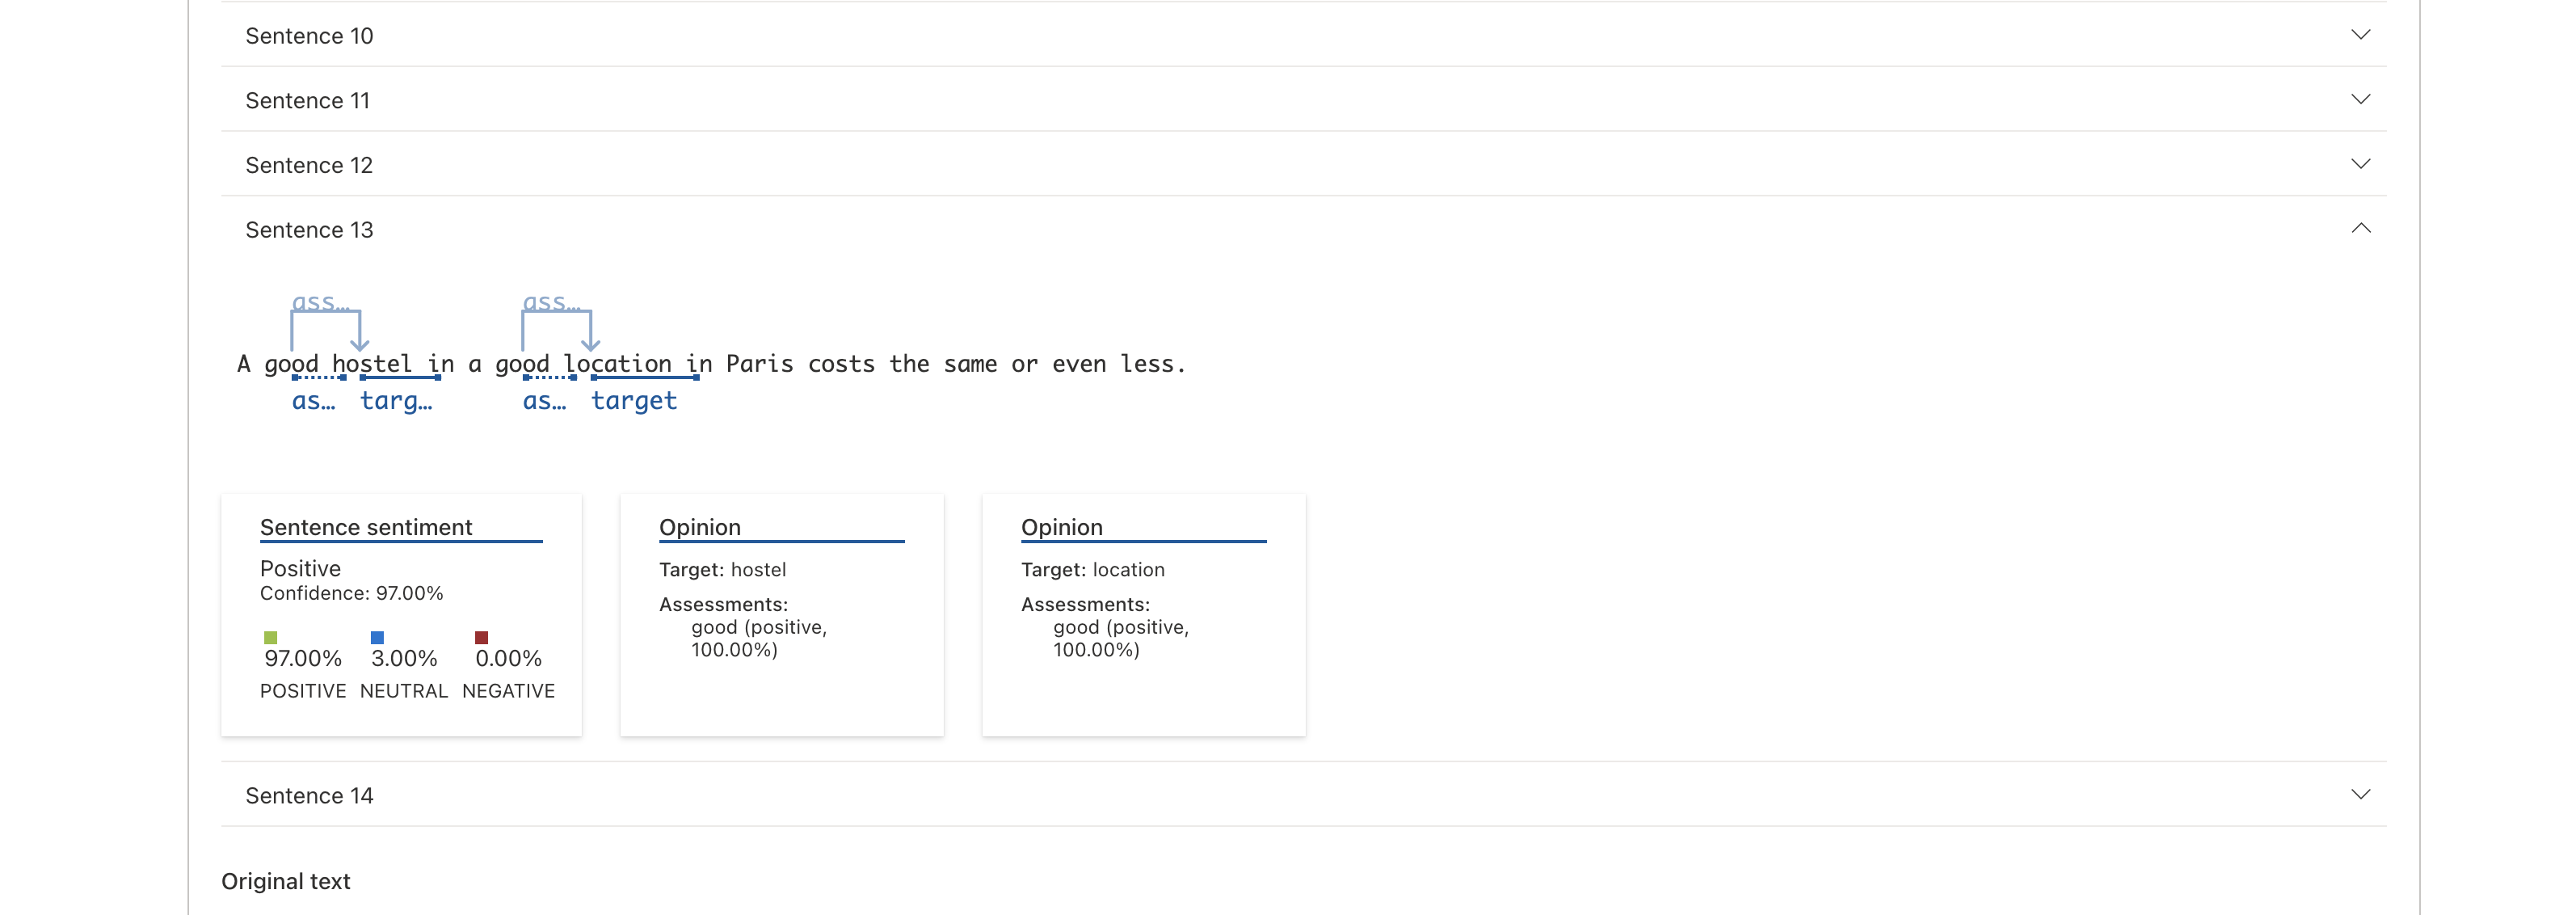 Sentence 10
Sentence 11
Sentence 12
Sentence 13
ass… ass…
A good hostel in a good location in Paris costs the same or even less.
as… targ… as… target
Sentence sentiment
Positive
Confidence: 97.00%
97.00% 3.00% 0.00%
POSITIVE NEUTRAL NEGATIVE
Opinion
Target: hostel
Assessments:
good (positive,
100.00%)
Opinion
Target: location
Assessments:
good (positive,
100.00%)
Sentence 14
Original text